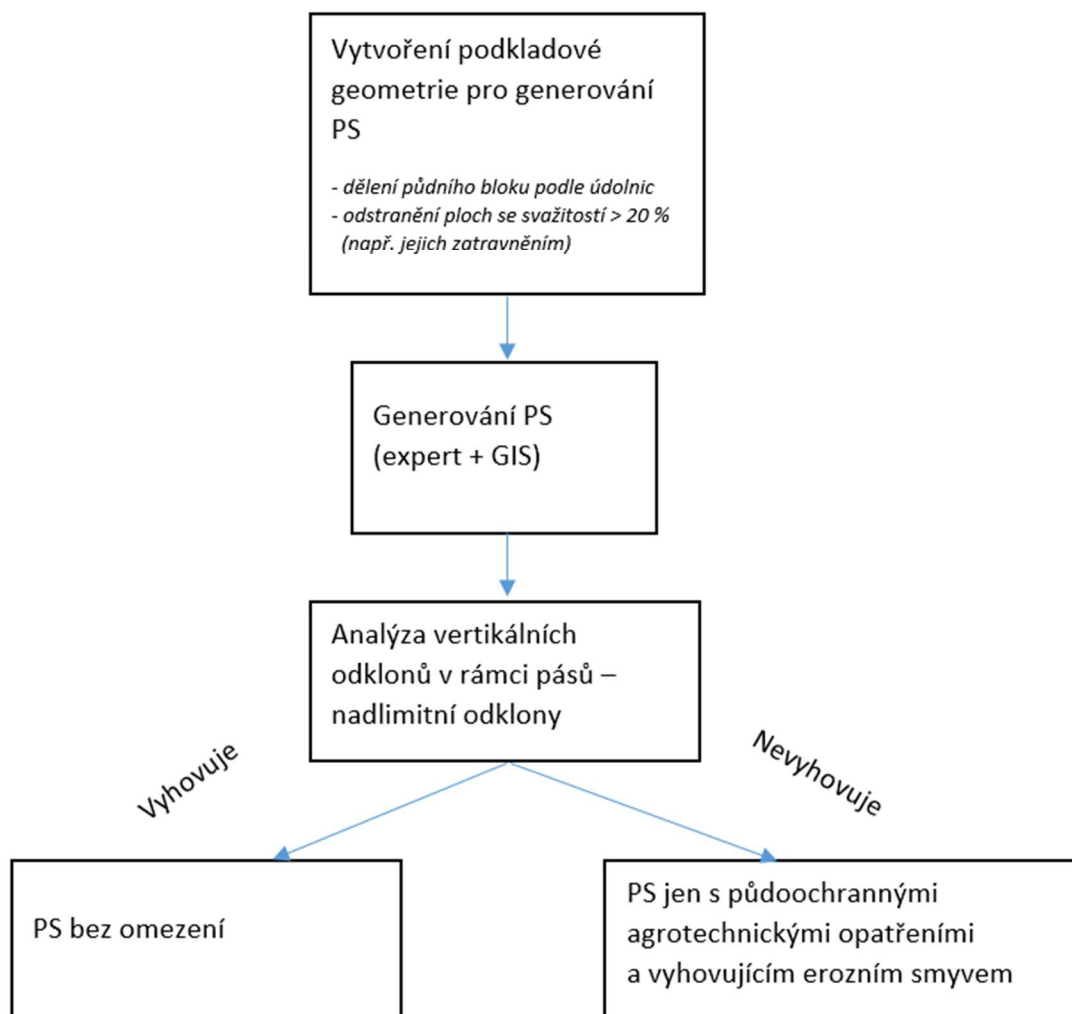 Vytvoření podkladové
geometrie pro generování
PS
- dělení půdního bloku podle údolnic
- odstranění ploch se svažitostí > 20 %
(např. jejich zatravněním)
Generování PS
(expert + GIS)
Analýza vertikálních
odklonů v rámci pásů –
nadlimitní odklony
Vyhovuje
Nevyhovuje
PS bez omezení
PS jen s půdoochrannými
agrotechnickými opatřeními
a vyhovujícím erozním smyvem